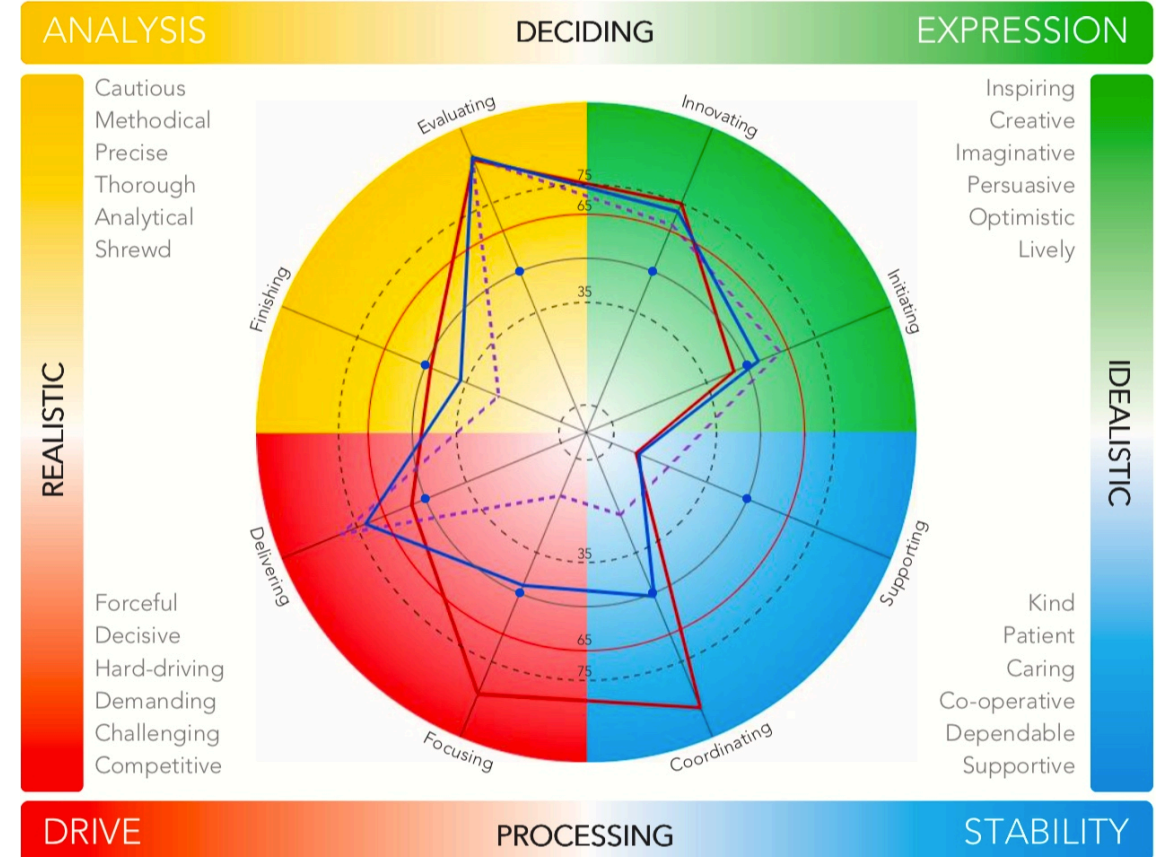 ANALYSIS
DECIDING
EXPRESSION
Cautious
Methodical
Precise
Thorough
Analytical
Shrewd
Inspiring
Creative
Imaginative
Persuasive
Optimistic
Lively
Evaluating
Innovating
75
65
35
Finishing
Initiating
REALISTIC
IDEALISTIC
Delivering
Supporting
35
65
75
Focusing
Coordinating
Forceful
Decisive
Hard-driving
Demanding
Challenging
Competitive
Kind
Patient
Caring
Co-operative
Dependable
Supportive
DRIVE
PROCESSING
STABILITY